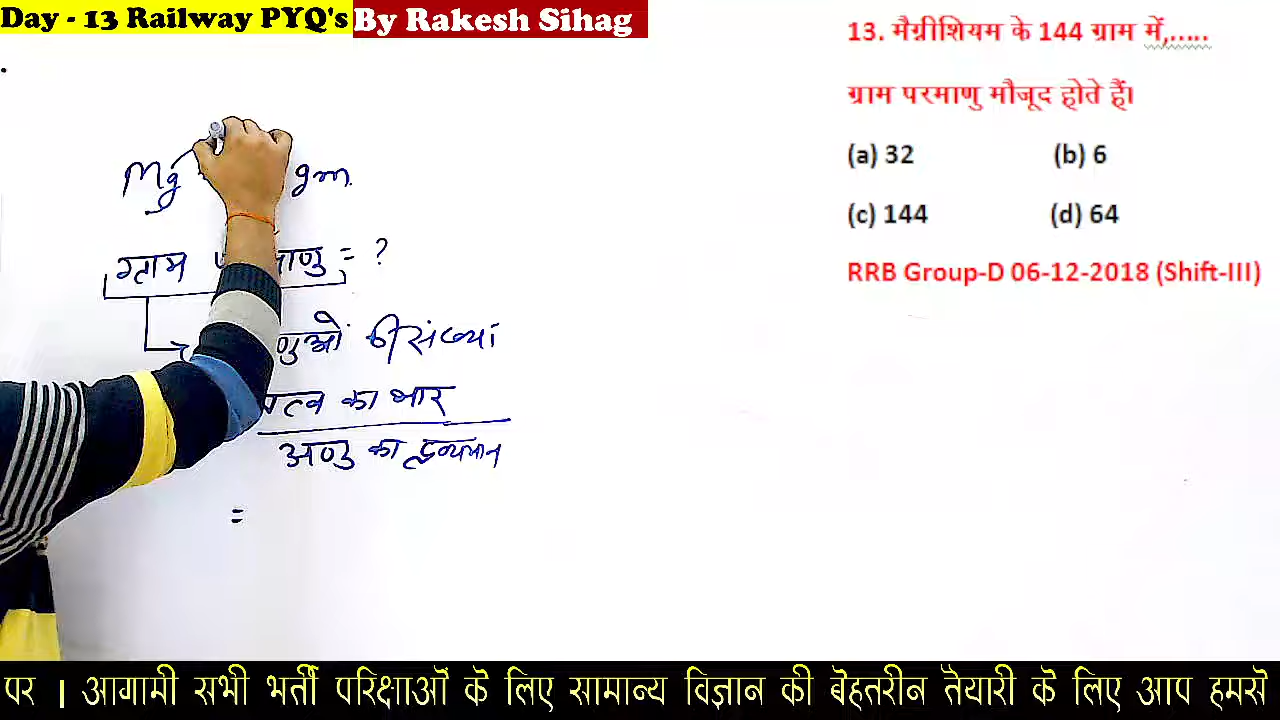 Day - 13 Railway PYQ's By Rakesh Sihag
13. मैग्नीशियम के 144 ग्राम में,.....
ग्राम परमाणु मौजूद होते हैं।
(a) 32 (b) 6
(c) 144 (d) 64
RRB Group-D 06-12-2018 (Shift-III)
Mg gm.
ग्राम = ?
की संख्यां
का भार
अणु का द्रव्यमान
=
पर । आगामी सभी भर्ती परिक्षाओं के लिए सामान्य विज्ञान की बेहतरीन तैयारी के लिए आप हमसे